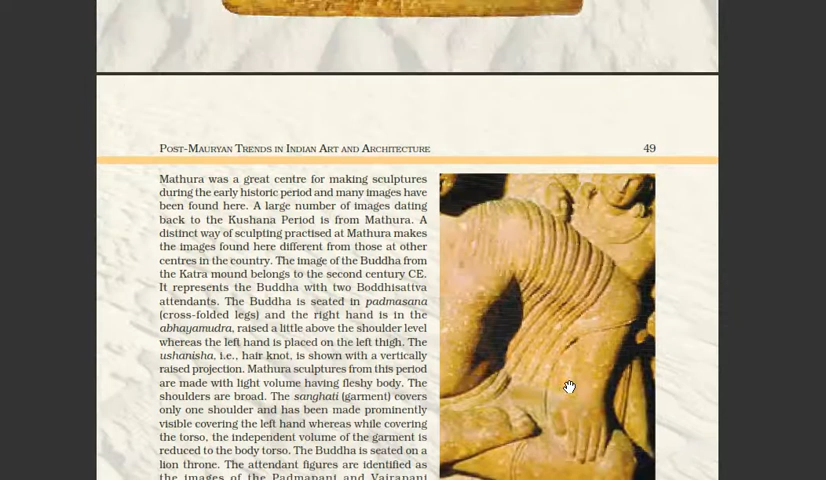 POST-MAURYAN TRENDS IN INDIAN ART AND ARCHITECTURE 49
Mathura was a great centre for making sculptures
during the early historic period and many images have
been found here. A large number of images dating
back to the Kushana Period is from Mathura. A
distinct way of sculpting practised at Mathura makes
the images found here different from those at other
centres in the country. The image of the Buddha from
the Katra mound belongs to the second century CE.
It represents the Buddha with two Boddhisattva
attendants. The Buddha is seated in padmasana
(cross-folded legs) and the right hand is in the
abhayamudra, raised a little above the shoulder level
whereas the left hand is placed on the left thigh. The
ushanisha, i.e., hair knot, is shown with a vertically
raised projection. Mathura sculptures from this period
are made with light volume having fleshy body. The
shoulders are broad. The sanghati (garment) covers
only one shoulder and has been made prominently
visible covering the left hand whereas while covering
the torso, the independent volume of the garment is
reduced to the body torso. The Buddha is seated on a
lion throne. The attendant figures are identified as
the images of the Padmapani and Vajrapani